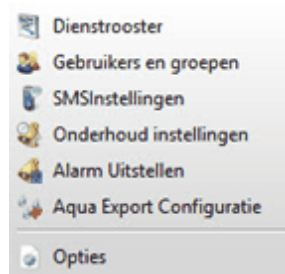 Dienstrooster
Gebruikers en groepen
SMSInstellingen
Onderhoud instellingen
Alarm Uitstellen
Aqua Export Configuratie
Opties